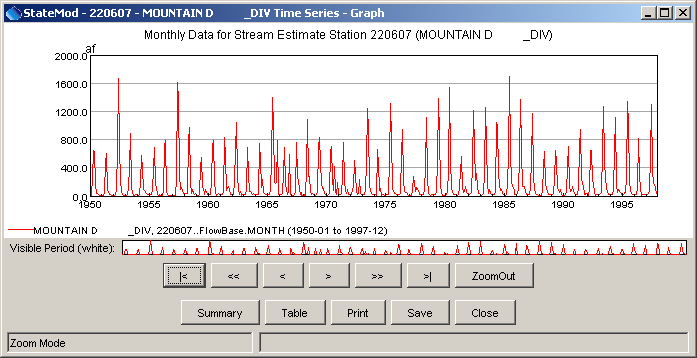 StateMod - 220607 - MOUNTAIN D _DIV Time Series - Graph
Monthly Data for Stream Estimate Station 220607 (MOUNTAIN D _DIV)
af
2000.0
1600.0
1200.0
800.0
400.0
0.0
1950 1955 1960 1965 1970 1975 1980 1985 1990 1995
MOUNTAIN D _DIV, 220607..FlowBase.MONTH (1950-01 to 1997-12)
Visible Period (white):
|< << < > >> >| ZoomOut
Summary Table Print Save Close
Zoom Mode